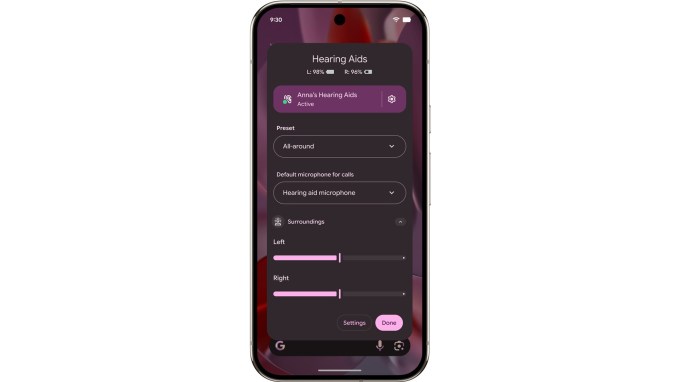 9:30
Hearing Aids
L: 98% R: 96%
Anna's Hearing Aids
Active
Preset
All-around
Default microphone for calls
Hearing aid microphone
Surroundings
Left
Right
Settings Done
G